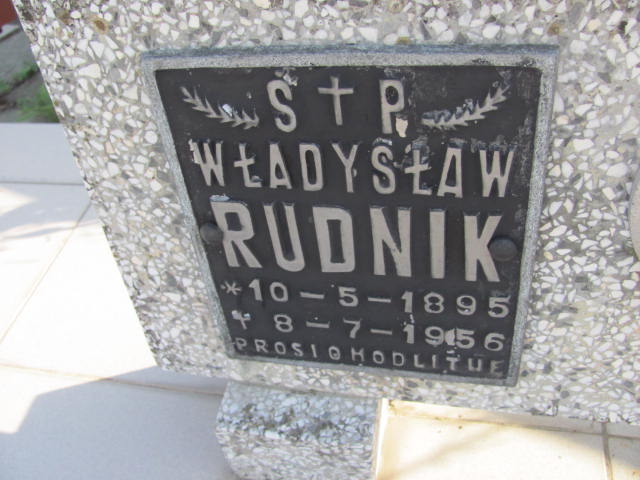 S † P
WŁADYSŁAW
RUDNIK
* 10-5-1895
† 8-7-1956
PROSI O MODLITWE